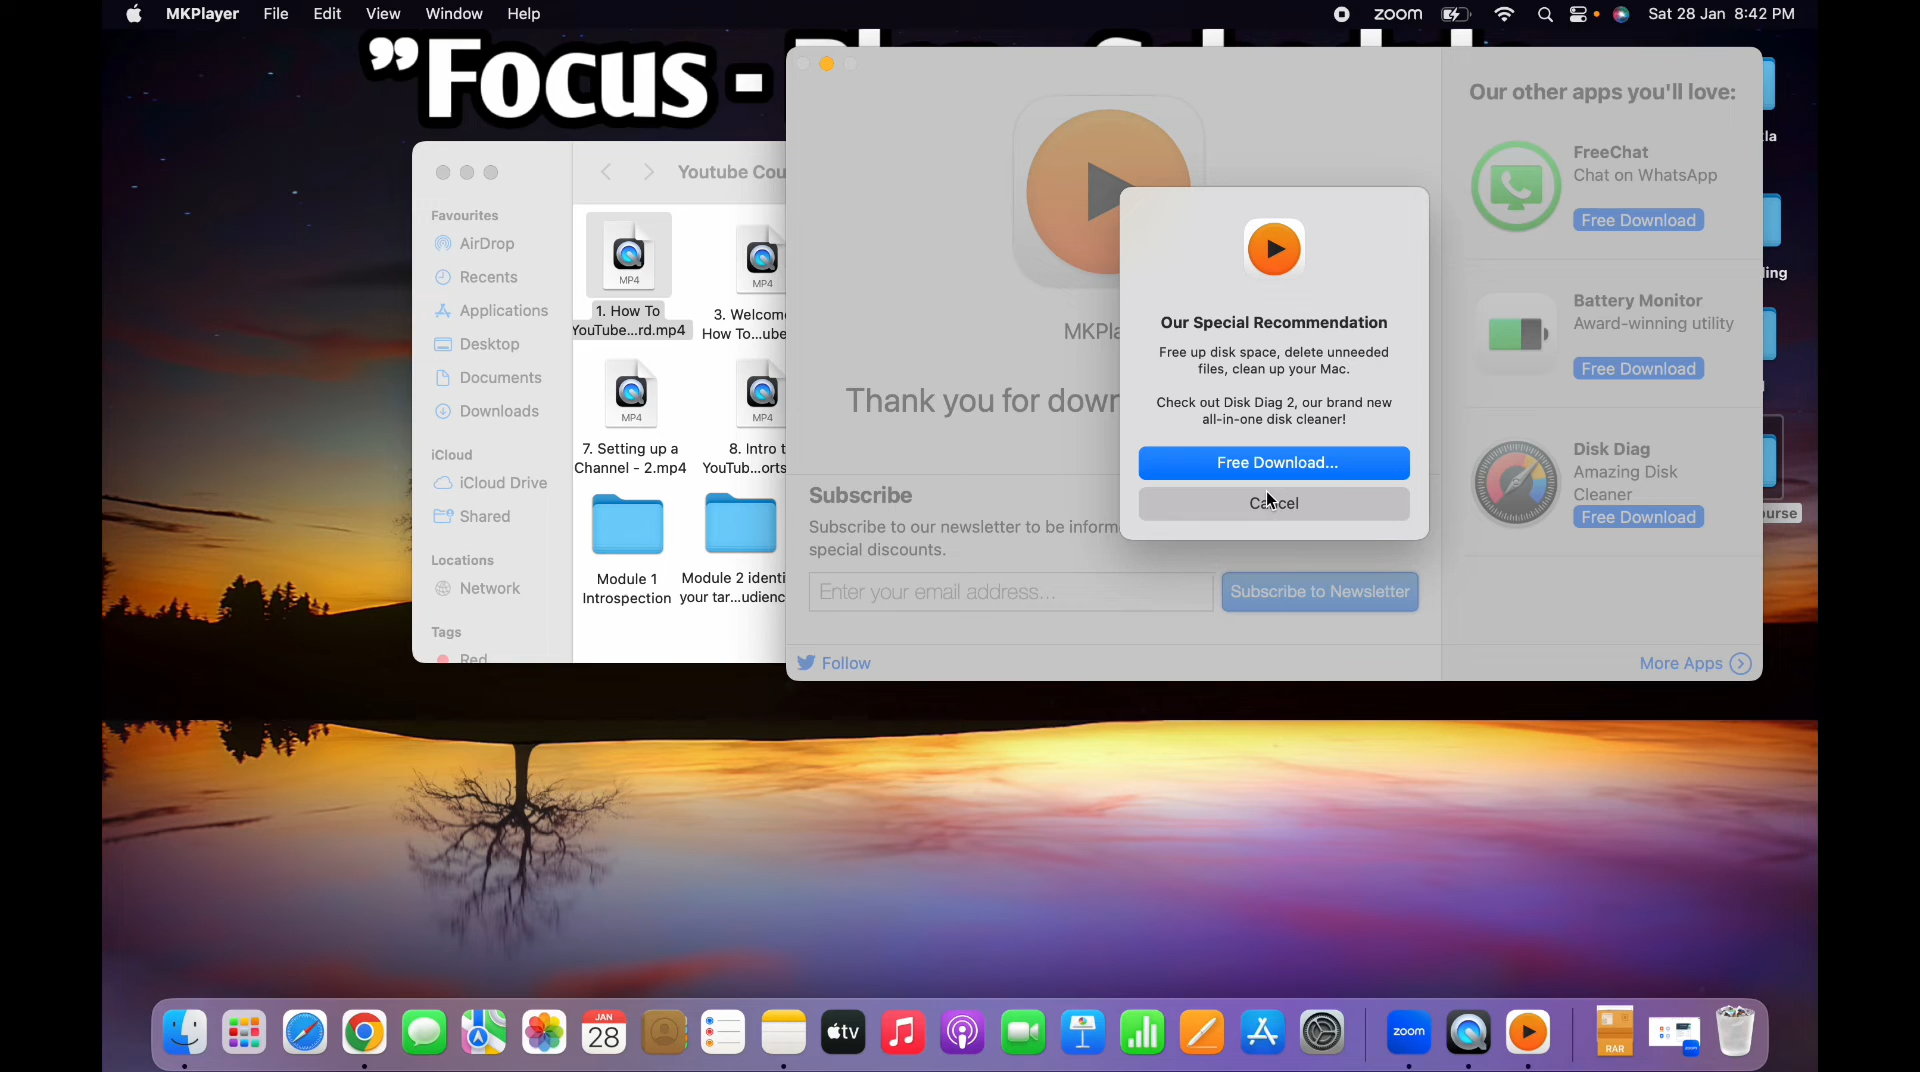 MKPlayer File Edit View Window Help
zoom Sat 28 Jan 8:42 PM
"Focus -
Youtube Cou
Favourites
AirDrop
Recents
Applications
Desktop
Documents
Downloads
iCloud
iCloud Drive
Shared
Locations
Network
Tags
Red
MP4
1. How To
YouTube...rd.mp4
MP4
3. Welcom
How To...ube
MP4
7. Setting up a
Channel - 2.mp4
MP4
8. Intro t
YouTub...orts
Module 1
Introspection
Module 2 identi
your tar...udienc
MKPla
Thank you for dowr
Subscribe
Subscribe to our newsletter to be inform
special discounts.
Enter your email address...
Subscribe to Newsletter
Follow
Our Special Recommendation
Free up disk space, delete unneeded
files, clean up your Mac.
Check out Disk Diag 2, our brand new
all-in-one disk cleaner!
Free Download...
Cancel
Our other apps you'll love:
FreeChat
Chat on WhatsApp
Free Download
Battery Monitor
Award-winning utility
Free Download
Disk Diag
Amazing Disk
Cleaner
Free Download
More Apps
la
ing
urse
JAN
28
tv
zoom
RAR